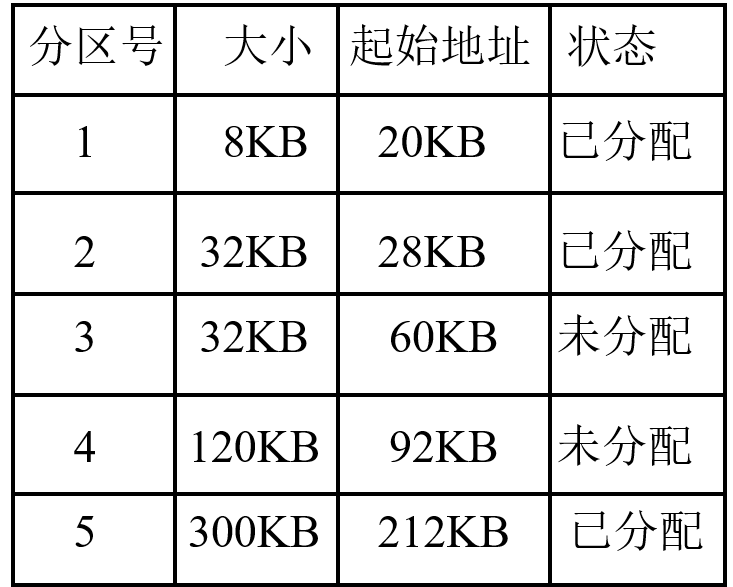 分区号 大小 起始地址 状态
1 8KB 20KB 已分配
2 32KB 28KB 已分配
3 32KB 60KB 未分配
4 120KB 92KB 未分配
5 300KB 212KB 已分配